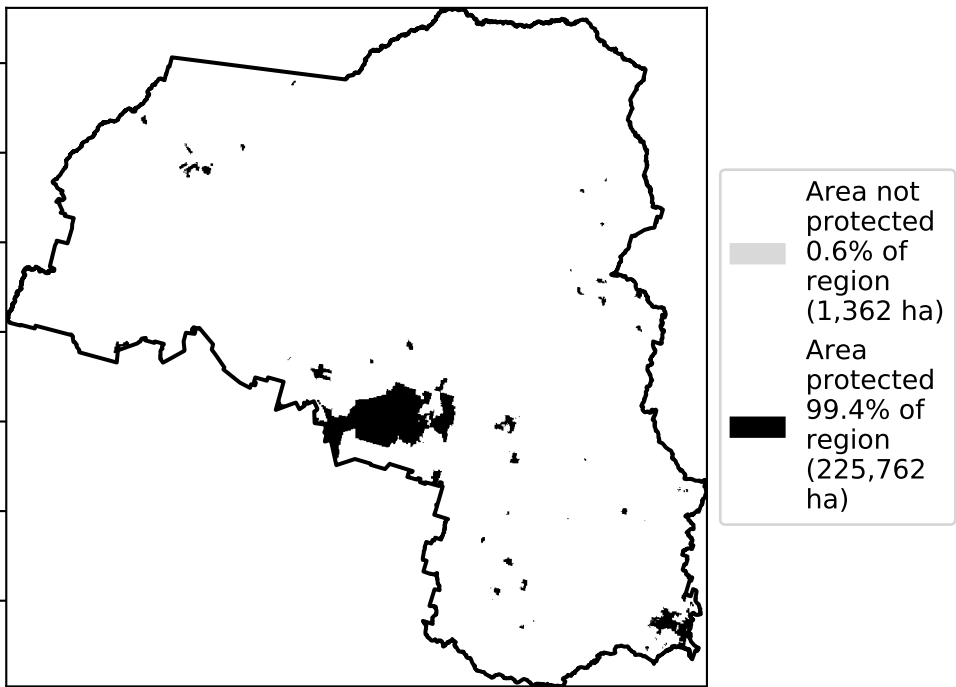 Area not
protected
0.6% of
region
(1,362 ha)
Area
protected
99.4% of
region
(225,762
ha)